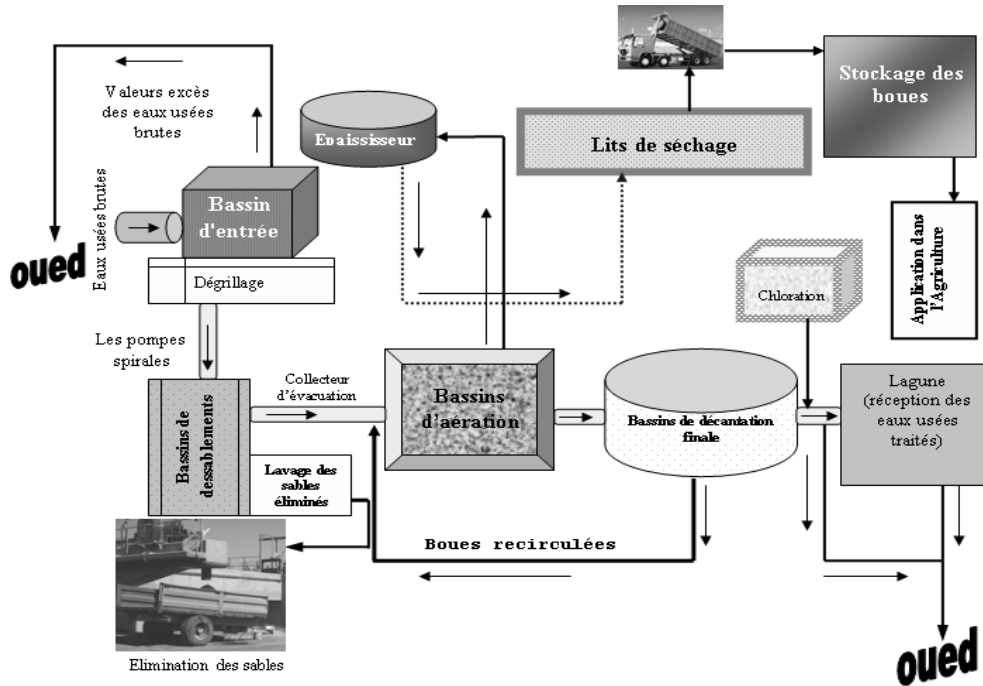 Valeurs excès
des eaux usées
brutes
Eaux usées brutes
Bassin
d'entrée
oued
Dégrillage
Les pompes
spirales
Epaississeur
Lits de séchage
Stockage des
boues
Application dans
l'Agriculture
Chloration
Collecteur
d'évacuation
Bassins de
dessablements
Bassins
d'aération
Bassins de décantation
finale
Lagune
(réception des
eaux usées
traités)
Lavage des
sables
éliminés
Boues recirculées
Elimination des sables
oued